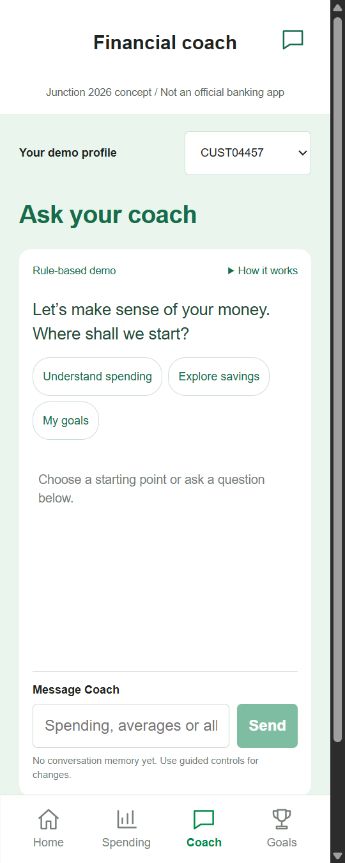 Financial coach
Junction 2026 concept / Not an official banking app
Your demo profile
CUST04457
Ask your coach
Rule-based demo
▶ How it works
Let's make sense of your money.
Where shall we start?
Understand spending
Explore savings
My goals
Choose a starting point or ask a question
below.
Message Coach
Spending, averages or all
Send
No conversation memory yet. Use guided controls for
changes.
Home
Spending
Coach
Goals